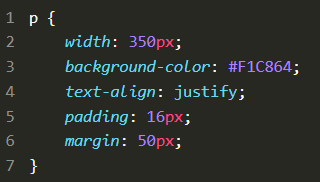 1 p {
2     width: 350px;
3     background-color: #F1C864;
4     text-align: justify;
5     padding: 16px;
6     margin: 50px;
7 }